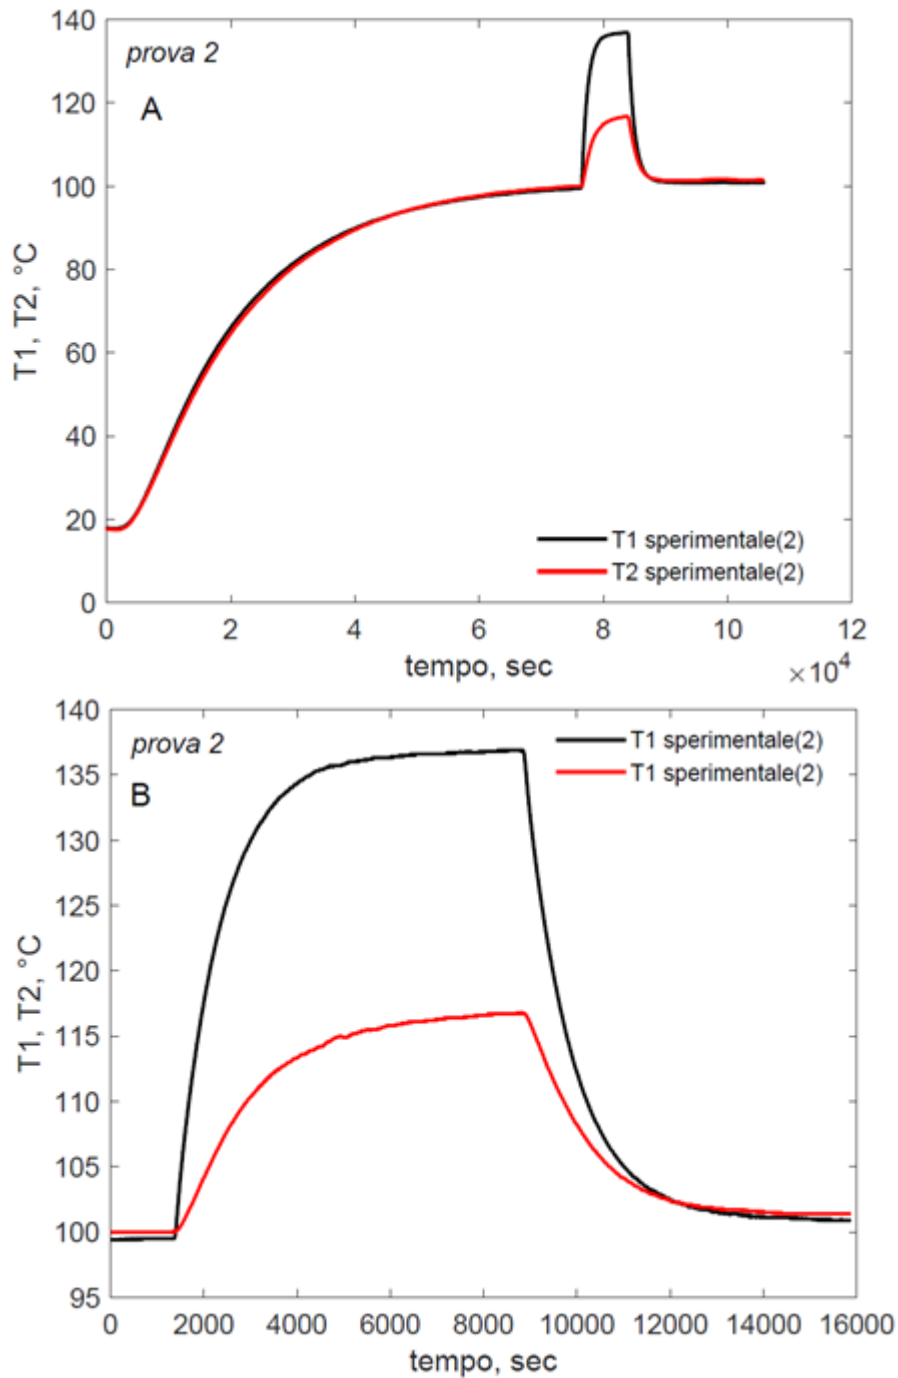 140
prova 2
120
A
100
80
60
40
20
0
T1, T2, °C
T1 sperimentale(2)
T2 sperimentale(2)
0 2 4 6 8 10 12
tempo, sec
×10⁴
140
prova 2
T1 sperimentale(2)
135
T1 sperimentale(2)
B
130
125
120
115
110
105
100
95
T1, T2, °C
0 2000 4000 6000 8000 10000 12000 14000 16000
tempo, sec